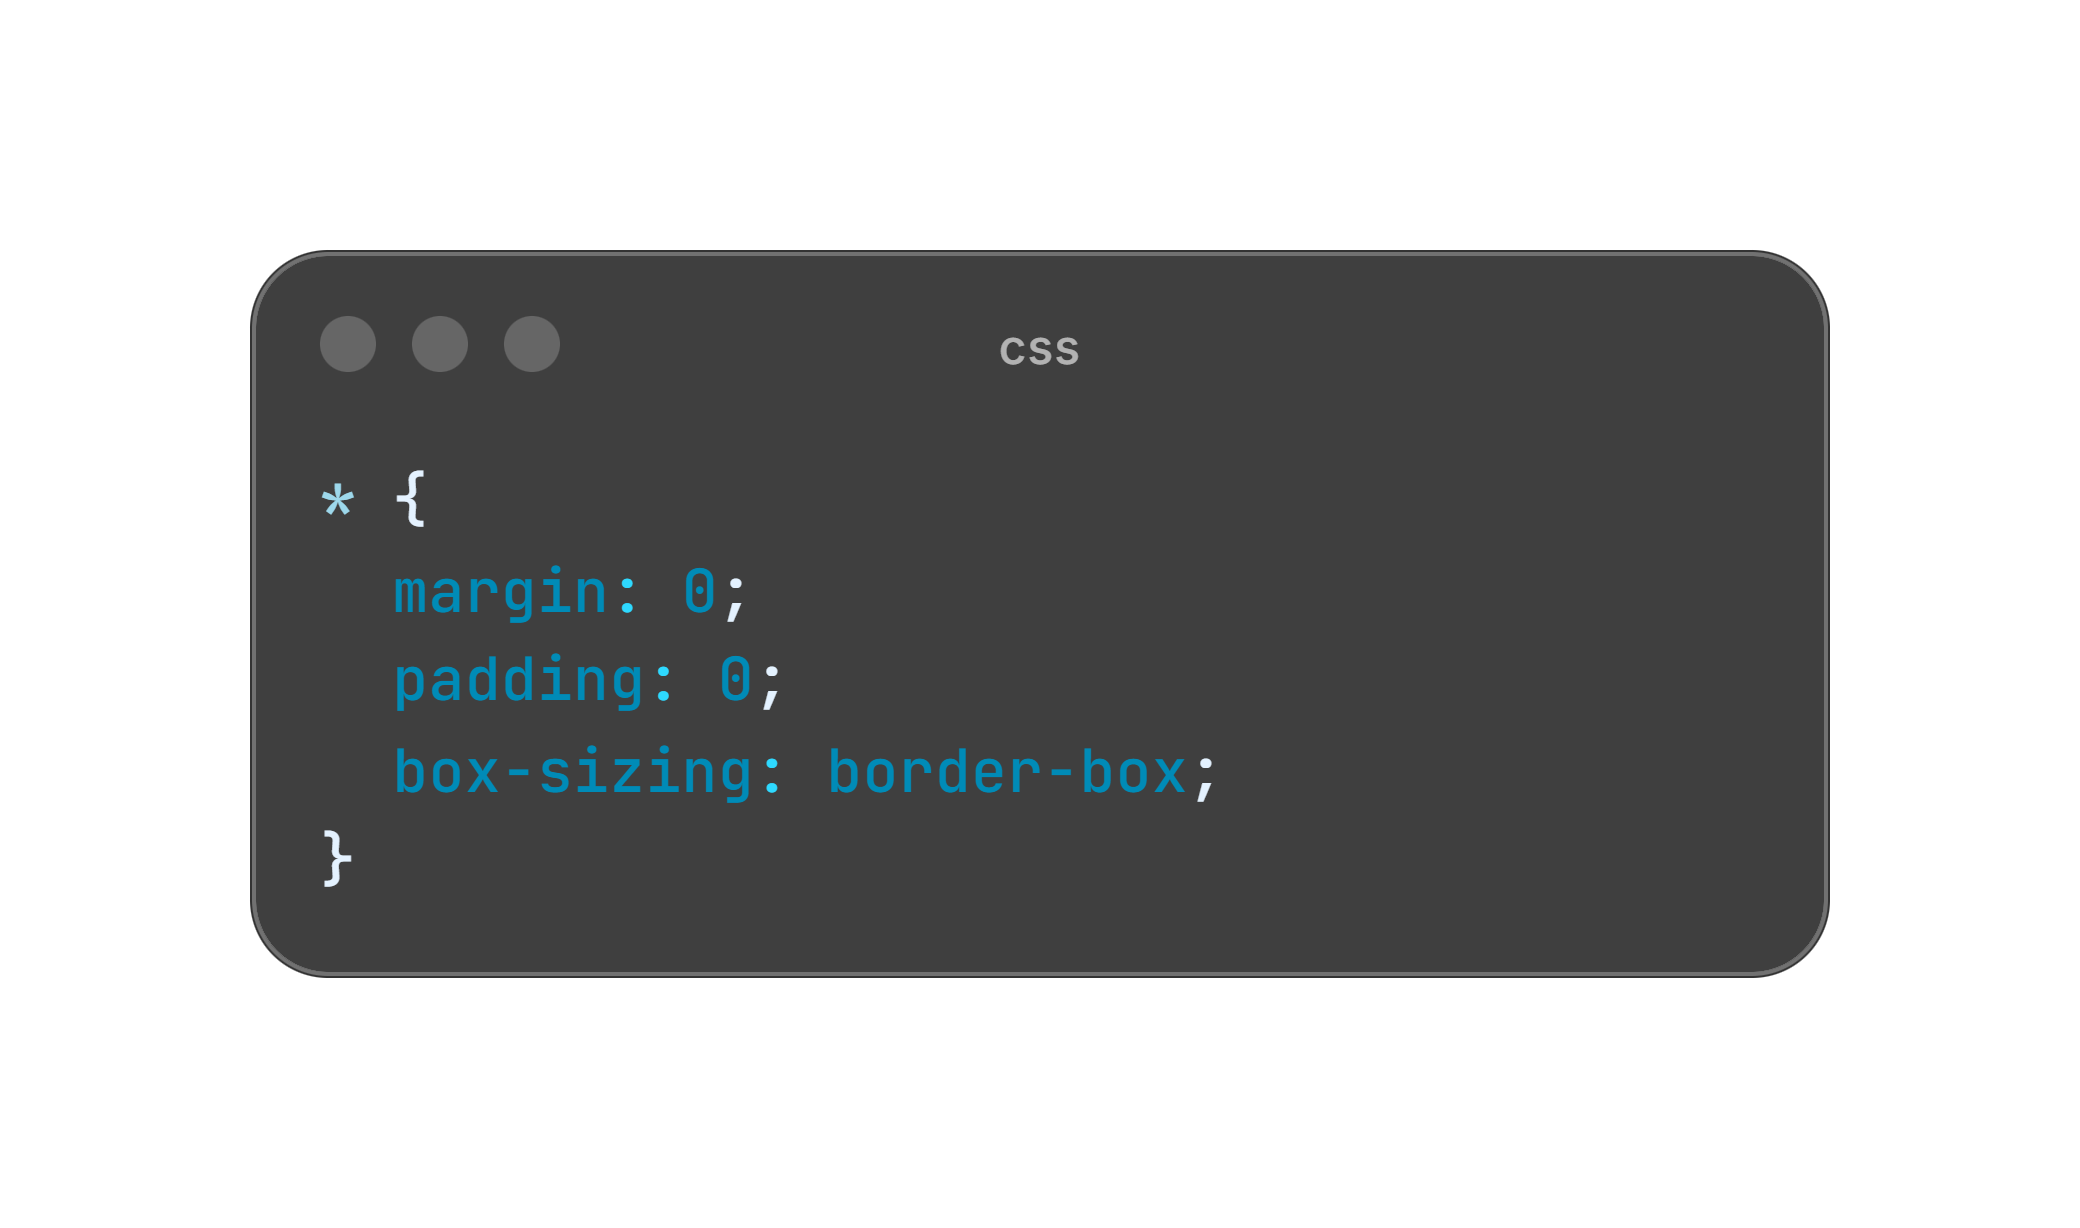 css
* {
  margin: 0;
  padding: 0;
  box-sizing: border-box;
}